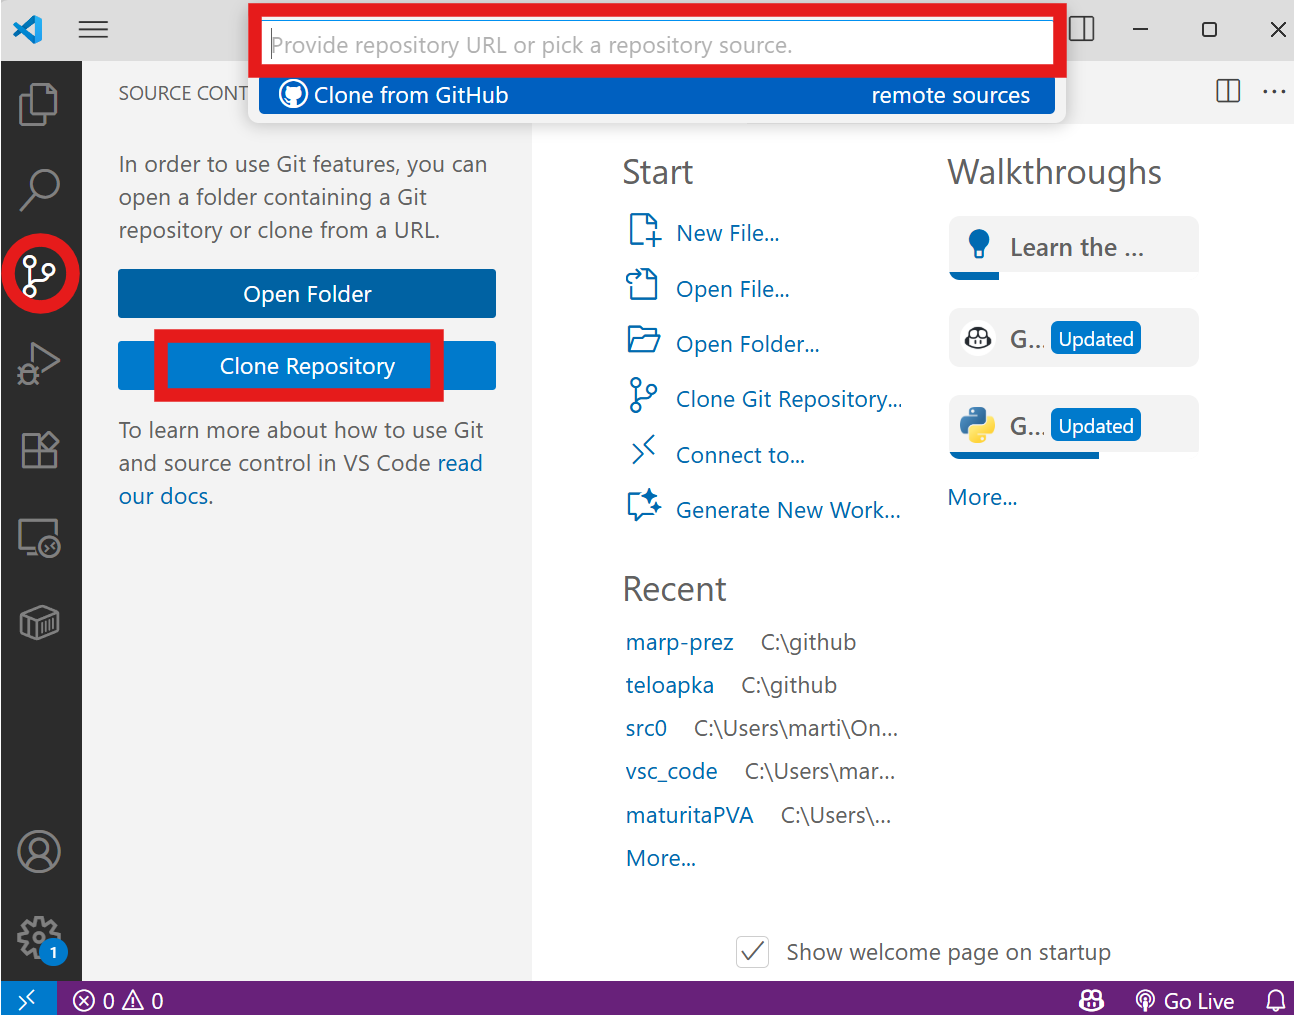 Provide repository URL or pick a repository source.
Clone from GitHub remote sources
SOURCE CONT
In order to use Git features, you can
open a folder containing a Git
repository or clone from a URL.
Open Folder
Clone Repository
To learn more about how to use Git
and source control in VS Code read
our docs.
Start
New File...
Open File...
Open Folder...
Clone Git Repository...
Connect to...
Generate New Work...
Recent
marp-prez C:\github
teloapka C:\github
src0 C:\Users\marti\On...
vsc_code C:\Users\mar...
maturitaPVA C:\Users\...
More...
Walkthroughs
Learn the ...
G... Updated
G... Updated
More...
Show welcome page on startup
1
0 0
Go Live